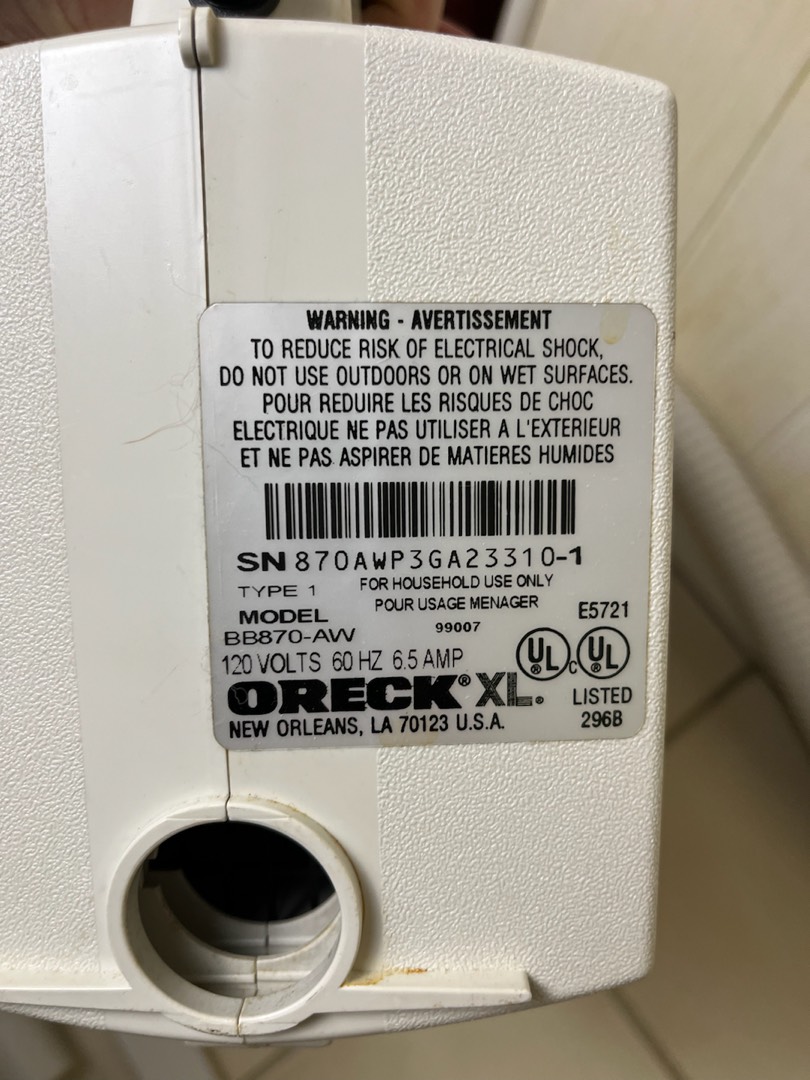 WARNING - AVERTISSEMENT
TO REDUCE RISK OF ELECTRICAL SHOCK,
DO NOT USE OUTDOORS OR ON WET SURFACES.
POUR REDUIRE LES RISQUES DE CHOC
ELECTRIQUE NE PAS UTILISER A L'EXTERIEUR
ET NE PAS ASPIRER DE MATIERES HUMIDES
SN 870AWP3GA23310-1
TYPE 1 FOR HOUSEHOLD USE ONLY
POUR USAGE MENAGER
MODEL
BB870-AW
99007
E5721
120 VOLTS 60 HZ 6.5 AMP
UL® c UL®
ORECK® XL®
LISTED
296B
NEW ORLEANS, LA 70123 U.S.A.